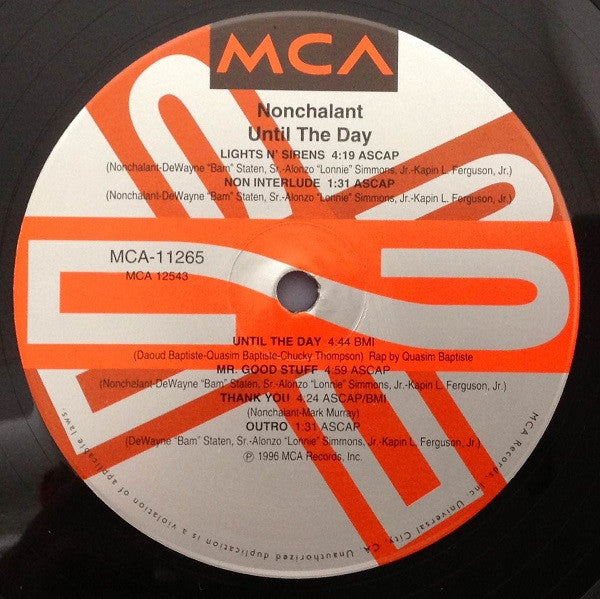 MCA
Nonchalant
Until The Day
LIGHTS N' SIRENS 4:19 ASCAP
(Nonchalant-DeWayne "Bam" Staten, Sr.-Alonzo "Lonnie" Simmons, Jr.-Kapin L. Ferguson, Jr.)
NON INTERLUDE 1:31 ASCAP
(Nonchalant-DeWayne "Bam" Staten, Sr.-Alonzo "Lonnie" Simmons, Jr.-Kapin L. Ferguson, Jr.)
MCA-11265
MCA 12543
UNTIL THE DAY 4:44 BMI
(Daoud Baptiste-Quasim Baptiste-Chucky Thompson) Rap by Quasim Baptiste
MR. GOOD STUFF 4:59 ASCAP
(Nonchalant-DeWayne "Bam" Staten, Sr.-Alonzo "Lonnie" Simmons, Jr.-Kapin L. Ferguson, Jr.)
THANK YOU 4:24 ASCAP/BMI
(Nonchalant-Mark Murray)
OUTRO 1:31 ASCAP
(DeWayne "Bam" Staten, Sr.-Alonzo "Lonnie" Simmons, Jr.-Kapin L. Ferguson, Jr.)
℗ 1996 MCA Records, Inc.
MCA Records, Inc. Universal City, CA. Unauthorized duplication is a violation of applicable laws.